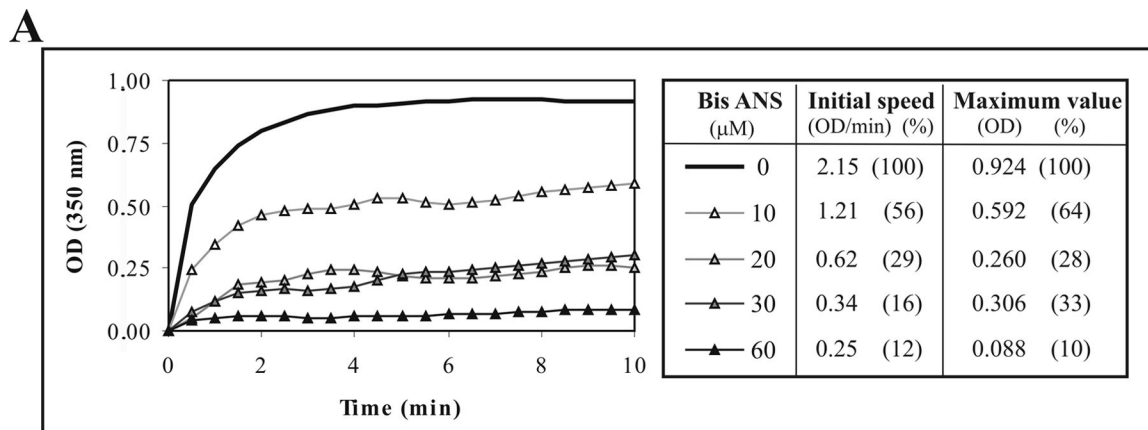 A
1.00
0.75
0.50
0.25
0.00
OD (350 nm)
0 2 4 6 8 10
Time (min)
Bis ANS Initial speed Maximum value
(μM) (OD/min) (%) (OD) (%)
0 2.15 (100) 0.924 (100)
10 1.21 (56) 0.592 (64)
20 0.62 (29) 0.260 (28)
30 0.34 (16) 0.306 (33)
60 0.25 (12) 0.088 (10)